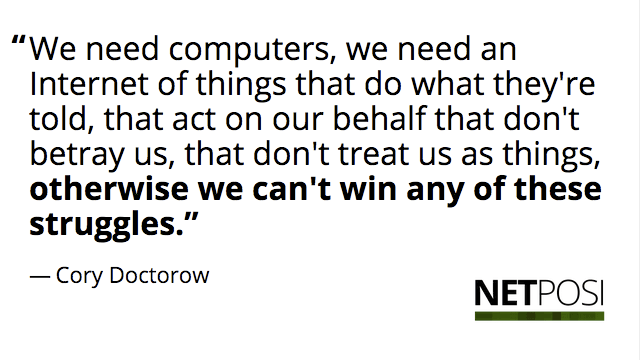 “We need computers, we need an
Internet of things that do what they're
told, that act on our behalf that don't
betray us, that don't treat us as things,
otherwise we can't win any of these
struggles.”
— Cory Doctorow
NETPOSI